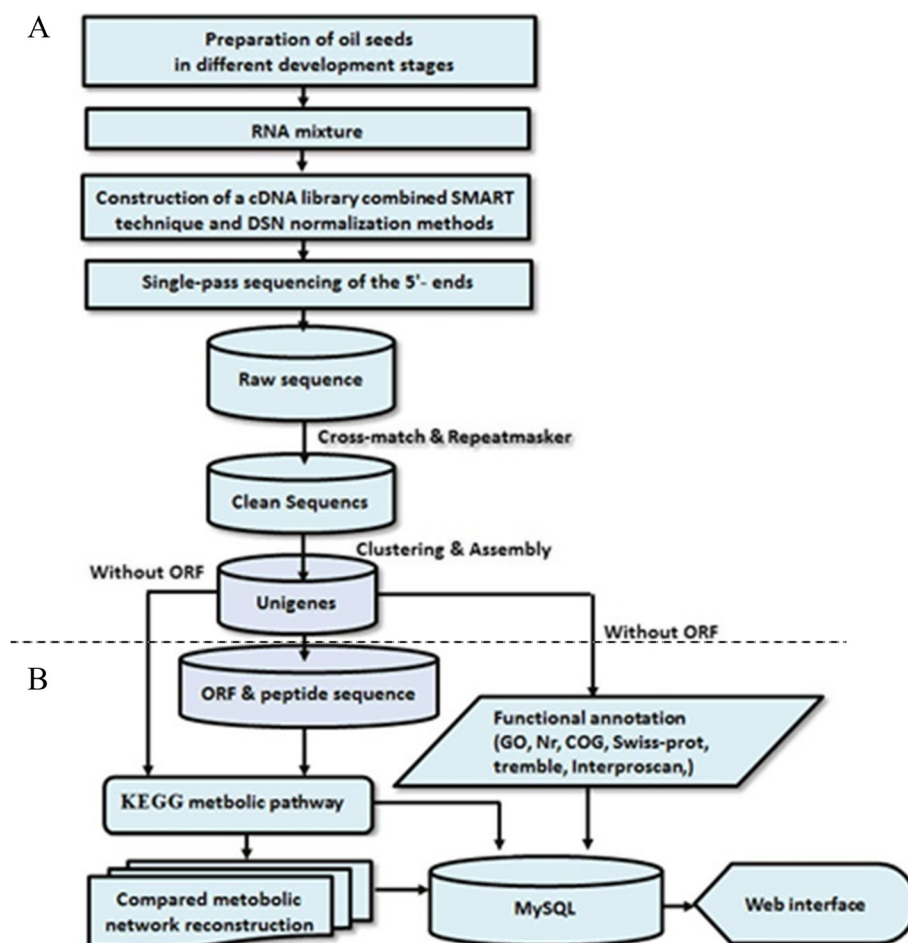 A
Preparation of oil seeds
in different development stages
RNA mixture
Construction of a cDNA library combined SMART
technique and DSN normalization methods
Single-pass sequencing of the 5'- ends
Raw sequence
Cross-match & Repeatmasker
Clean Sequencs
Clustering & Assembly
Without ORF
Unigenes
Without ORF
B
ORF & peptide sequence
Functional annotation
(GO, Nr, COG, Swiss-prot,
tremble, Interproscan,)
KEGG metbolic pathway
Compared metobolic
network reconstruction
MySQL
Web interface